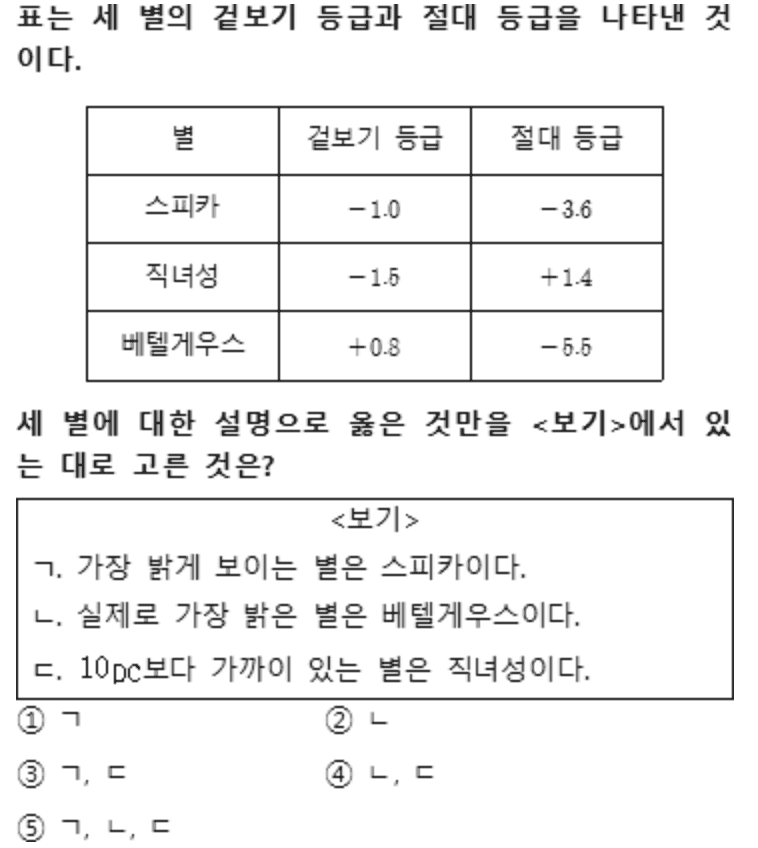 표는 세 별의 겉보기 등급과 절대 등급을 나타낸 것
이다.
별 겉보기 등급 절대 등급
스피카 −1.0 −3.6
직녀성 −1.5 +1.4
베텔게우스 +0.8 −5.5
세 별에 대한 설명으로 옳은 것만을 <보기>에서 있
는 대로 고른 것은?
<보기>
ㄱ. 가장 밝게 보이는 별은 스피카이다.
ㄴ. 실제로 가장 밝은 별은 베텔게우스이다.
ㄷ. 10pc보다 가까이 있는 별은 직녀성이다.
① ㄱ ② ㄴ
③ ㄱ, ㄷ ④ ㄴ, ㄷ
⑤ ㄱ, ㄴ, ㄷ